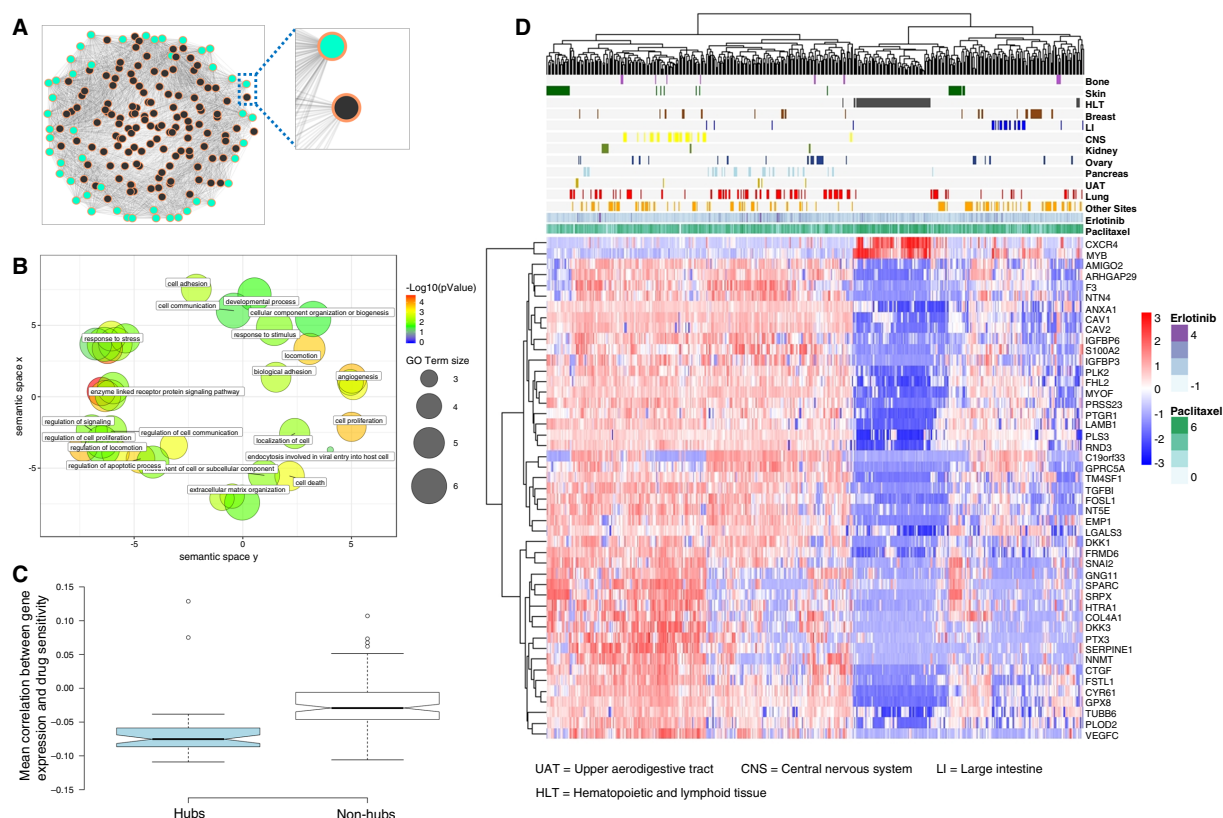 A
B
-Log10(pValue)
4
3
2
1
0
GO Term size
3
4
5
6
cell adhesion
developmental process
cell communication
cellular component organization or biogenesis
response to stimulus
response to stress
locomotion
biological adhesion
angiogenesis
enzyme linked receptor protein signaling pathway
regulation of signaling
cell proliferation
regulation of cell communication
regulation of cell proliferation
localization of cell
regulation of locomotion
endocytosis involved in viral entry into host cell
regulation of apoptotic process
movement of cell or subcellular component
cell death
extracellular matrix organization
5
0
-5
semantic space x
-5
0
5
semantic space y
C
Mean correlation between gene
expression and drug sensitivity
0.15
0.10
0.05
0.00
−0.05
−0.10
−0.15
Hubs
Non-hubs
D
Bone
Skin
HLT
Breast
LI
CNS
Kidney
Ovary
Pancreas
UAT
Lung
Other Sites
Erlotinib
Paclitaxel
CXCR4
MYB
AMIGO2
ARHGAP29
F3
NTN4
ANXA1
CAV1
CAV2
IGFBP6
S100A2
IGFBP3
PLK2
FHL2
MYOF
PRSS23
PTGR1
LAMB1
PLS3
RND3
C19orf33
GPRC5A
TM4SF1
TGFBI
FOSL1
NT5E
EMP1
LGALS3
DKK1
FRMD6
SNAI2
GNG11
SPARC
SRPX
HTRA1
COL4A1
DKK3
PTX3
SERPINE1
NNMT
CTGF
FSTL1
CYR61
GPX8
TUBB6
PLOD2
VEGFC
3
2
1
0
-1
-2
-3
Erlotinib
4
-1
Paclitaxel
6
0
UAT = Upper aerodigestive tract
CNS = Central nervous system
LI = Large intestine
HLT = Hematopoietic and lymphoid tissue